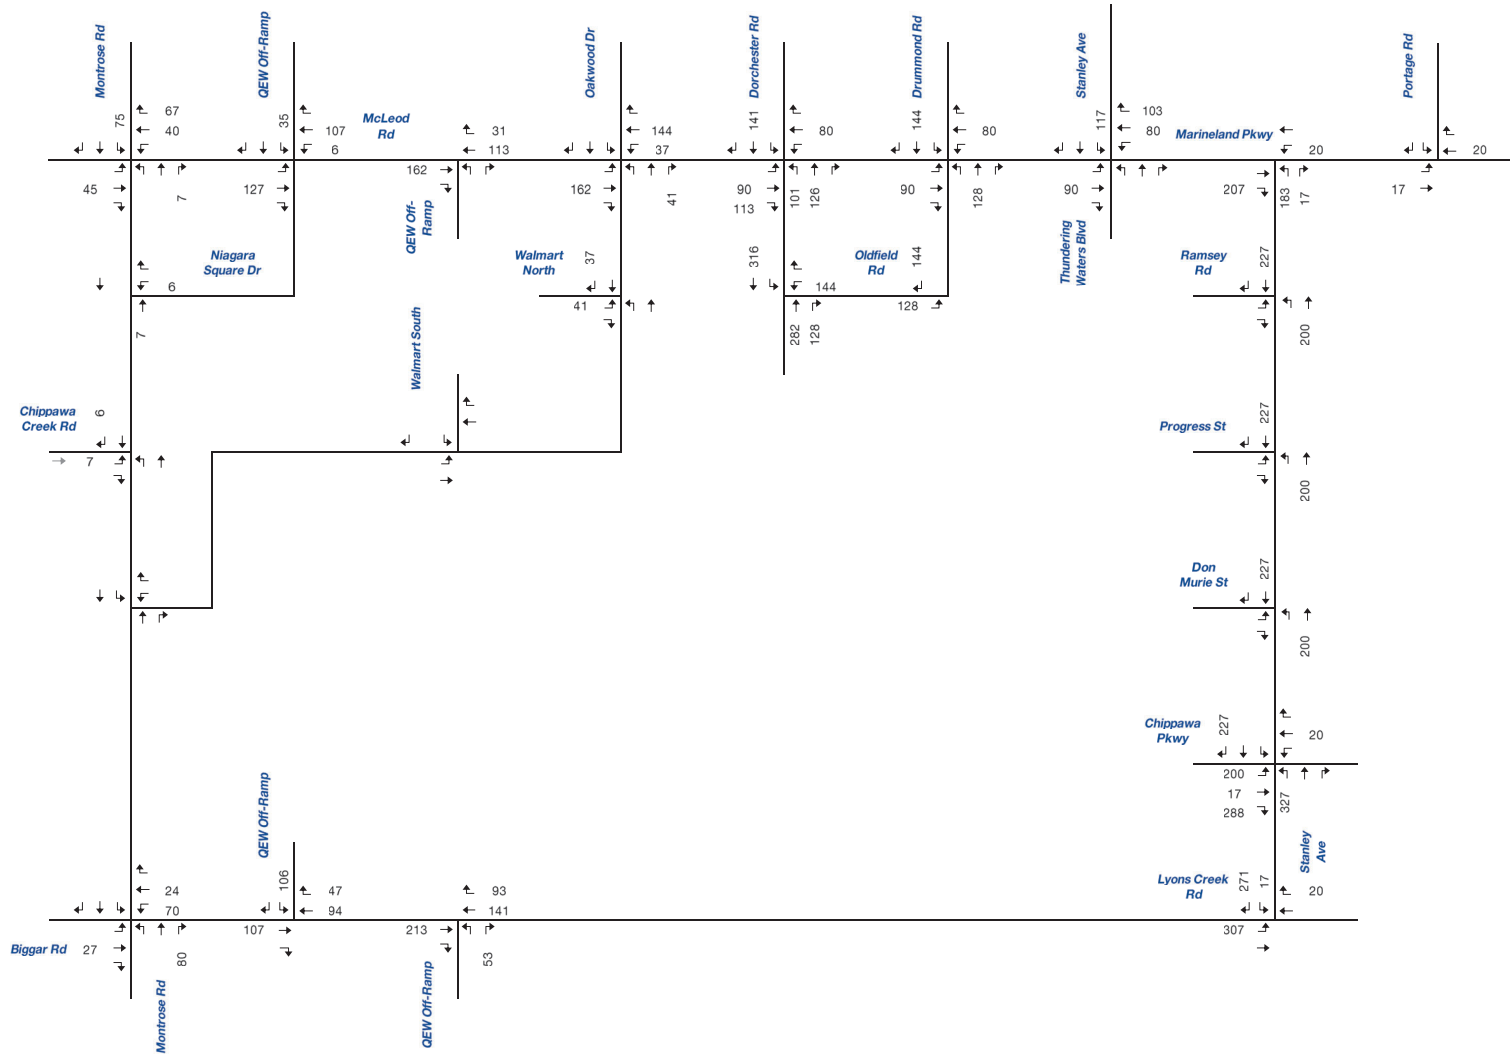 Montrose Rd
QEW Off-Ramp
Oakwood Dr
Dorchester Rd
Drummond Rd
Stanley Ave
Portage Rd
75
67
40
35
McLeod
Rd
107
6
31
113
144
37
141
80
144
80
117
103
80
Marineland Pkwy
20
20
45
7
127
162
162
41
90
113
101
126
90
128
90
207
183
17
17
QEW Off-
Ramp
Thundering
Waters Blvd
Niagara
Square Dr
6
Walmart
North
37
316
Oldfield
Rd
144
Ramsey
Rd
227
144
41
128
7
282
128
200
Walmart South
Chippawa
Creek Rd
6
7
Progress St
227
200
Don
Murie St
227
200
Chippawa
Pkwy
227
20
200
17
288
327
Stanley
Ave
QEW Off-Ramp
106
24
70
47
94
93
141
Lyons Creek
Rd
271
17
20
Biggar Rd
27
80
107
213
53
307
Montrose Rd
QEW Off-Ramp